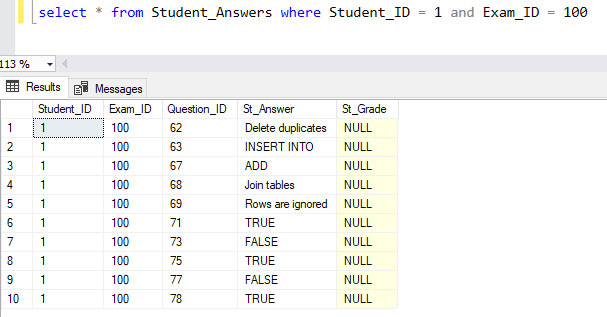 select * from Student_Answers where Student_ID = 1 and Exam_ID = 100
113 %
Results Messages
Student_ID Exam_ID Question_ID St_Answer St_Grade
1 1 100 62 Delete duplicates NULL
2 1 100 63 INSERT INTO NULL
3 1 100 67 ADD NULL
4 1 100 68 Join tables NULL
5 1 100 69 Rows are ignored NULL
6 1 100 71 TRUE NULL
7 1 100 73 FALSE NULL
8 1 100 75 TRUE NULL
9 1 100 77 FALSE NULL
10 1 100 78 TRUE NULL